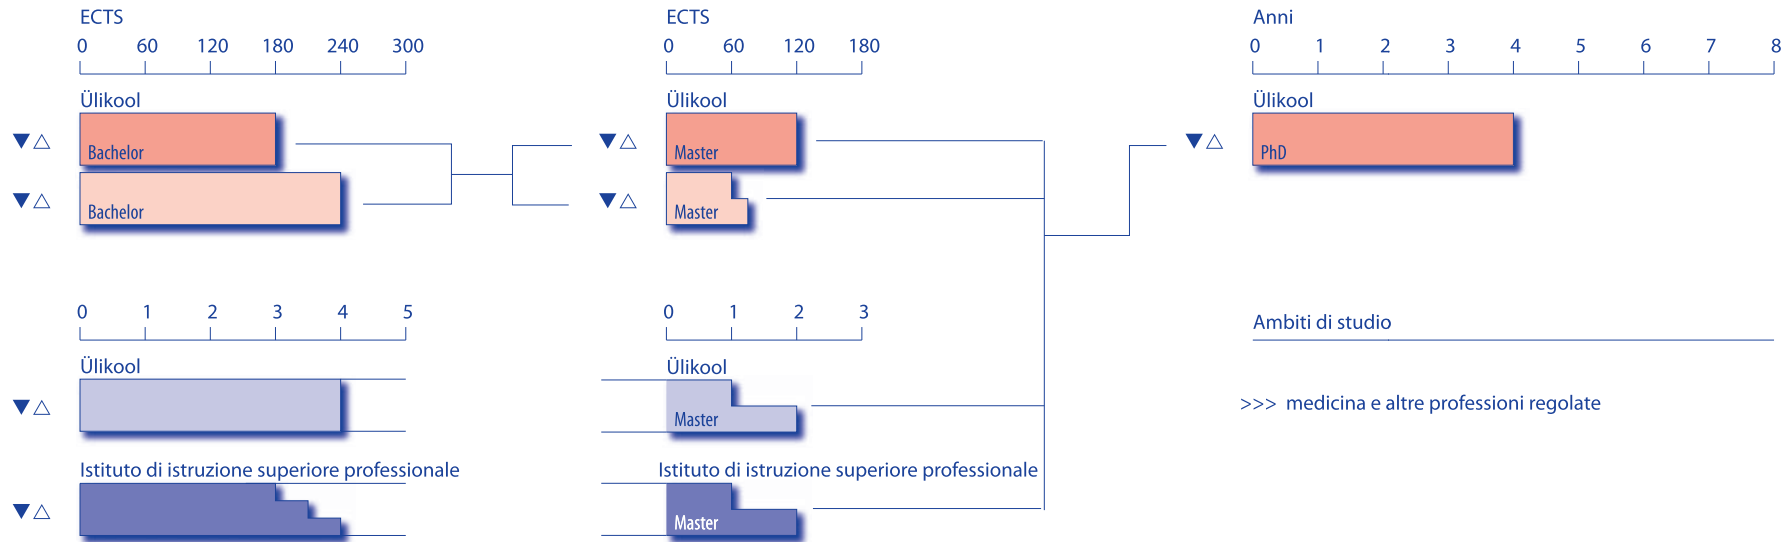 ECTS
0 60 120 180 240 300
Ülikool
Bachelor
Bachelor
ECTS
0 60 120 180
Ülikool
Master
Master
Anni
0 1 2 3 4 5 6 7 8
Ülikool
PhD
0 1 2 3 4 5
Ülikool
Istituto di istruzione superiore professionale
0 1 2 3
Ülikool
Master
Istituto di istruzione superiore professionale
Master
Ambiti di studio
>>> medicina e altre professioni regolate